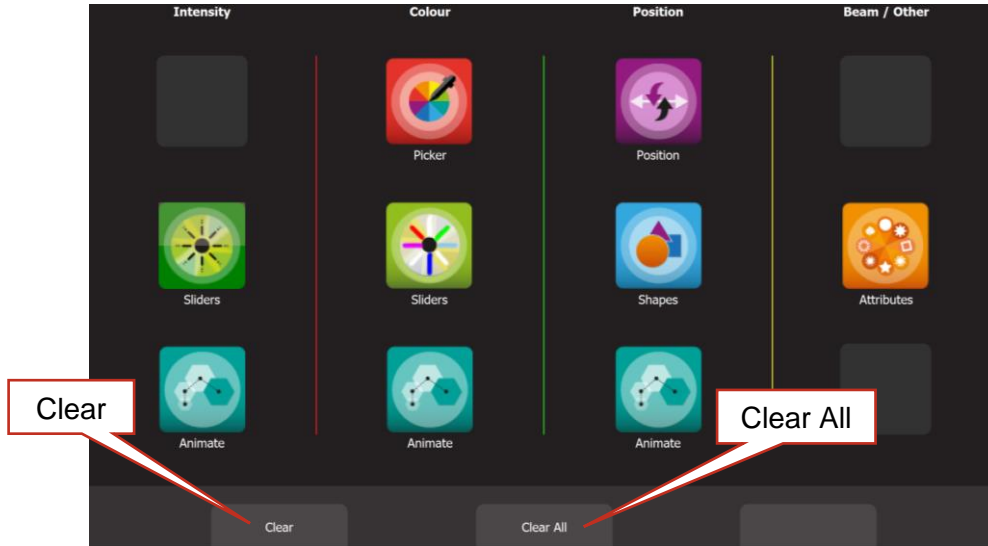 Intensity
Colour
Position
Beam / Other
Picker
Position
Sliders
Sliders
Shapes
Attributes
Animate
Animate
Animate
Clear
Clear All
Clear
Clear All